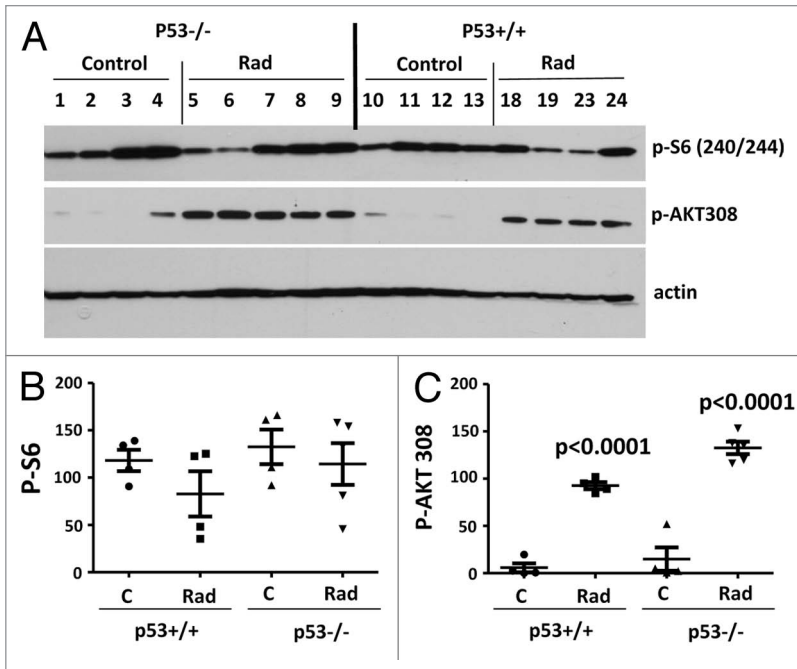 A
P53-/- P53+/+
Control Rad Control Rad
1 2 3 4 5 6 7 8 9 10 11 12 13 18 19 23 24
p-S6 (240/244)
p-AKT308
actin
B
200
150
100
50
0
P-S6
C Rad C Rad
p53+/+ p53-/-
C
200
150
100
50
0
P-AKT 308
p<0.0001
p<0.0001
C Rad C Rad
p53+/+ p53-/-